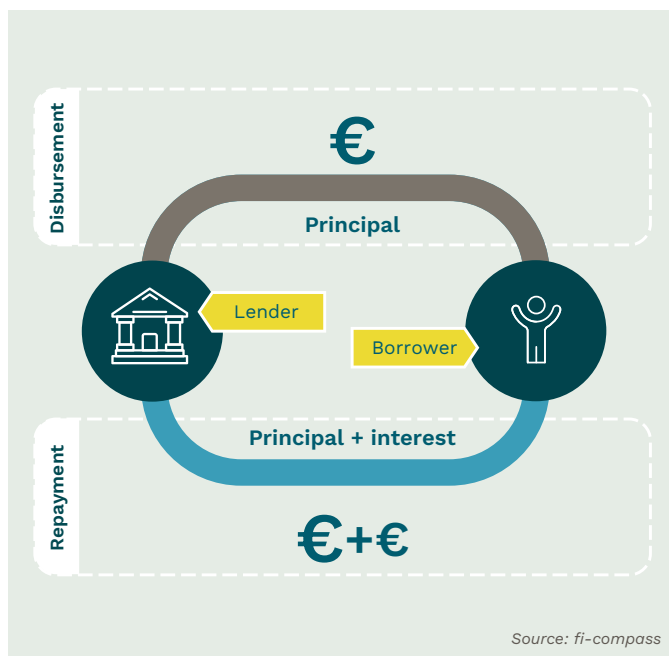 Disbursement
€
Principal
Lender
Borrower
Principal + interest
Repayment
€+€
Source: fi-compass